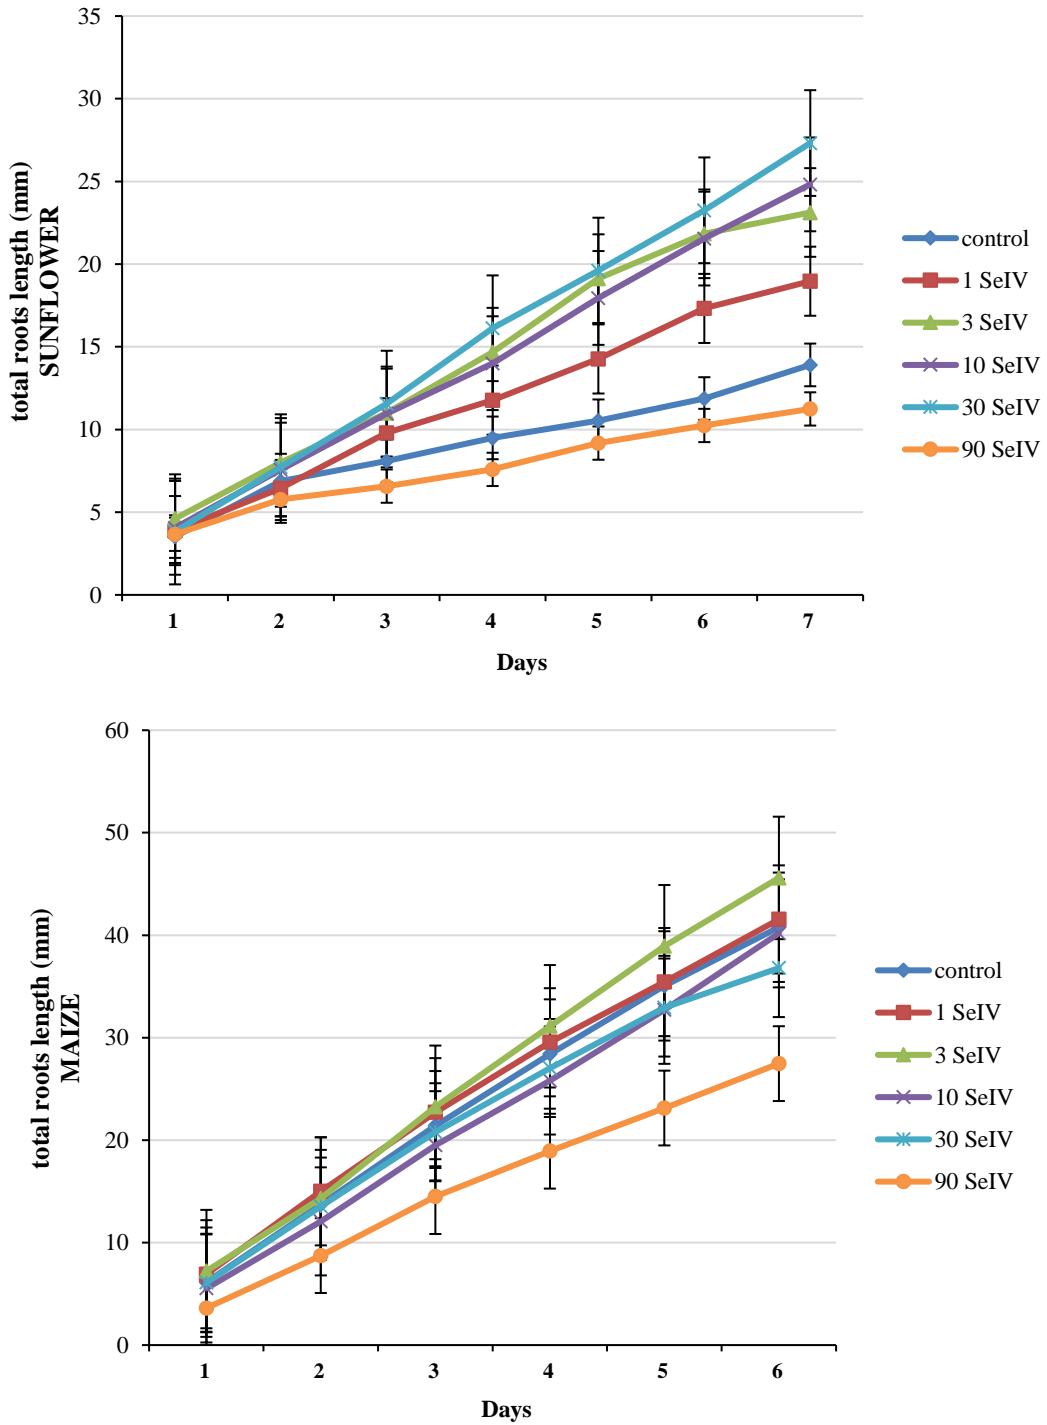 35
30
25
20
15
10
5
0
total roots length (mm)
SUNFLOWER
1 2 3 4 5 6 7
Days
control
1 SeIV
3 SeIV
10 SeIV
30 SeIV
90 SeIV
60
50
40
30
20
10
0
total roots length (mm)
MAIZE
1 2 3 4 5 6
Days
control
1 SeIV
3 SeIV
10 SeIV
30 SeIV
90 SeIV